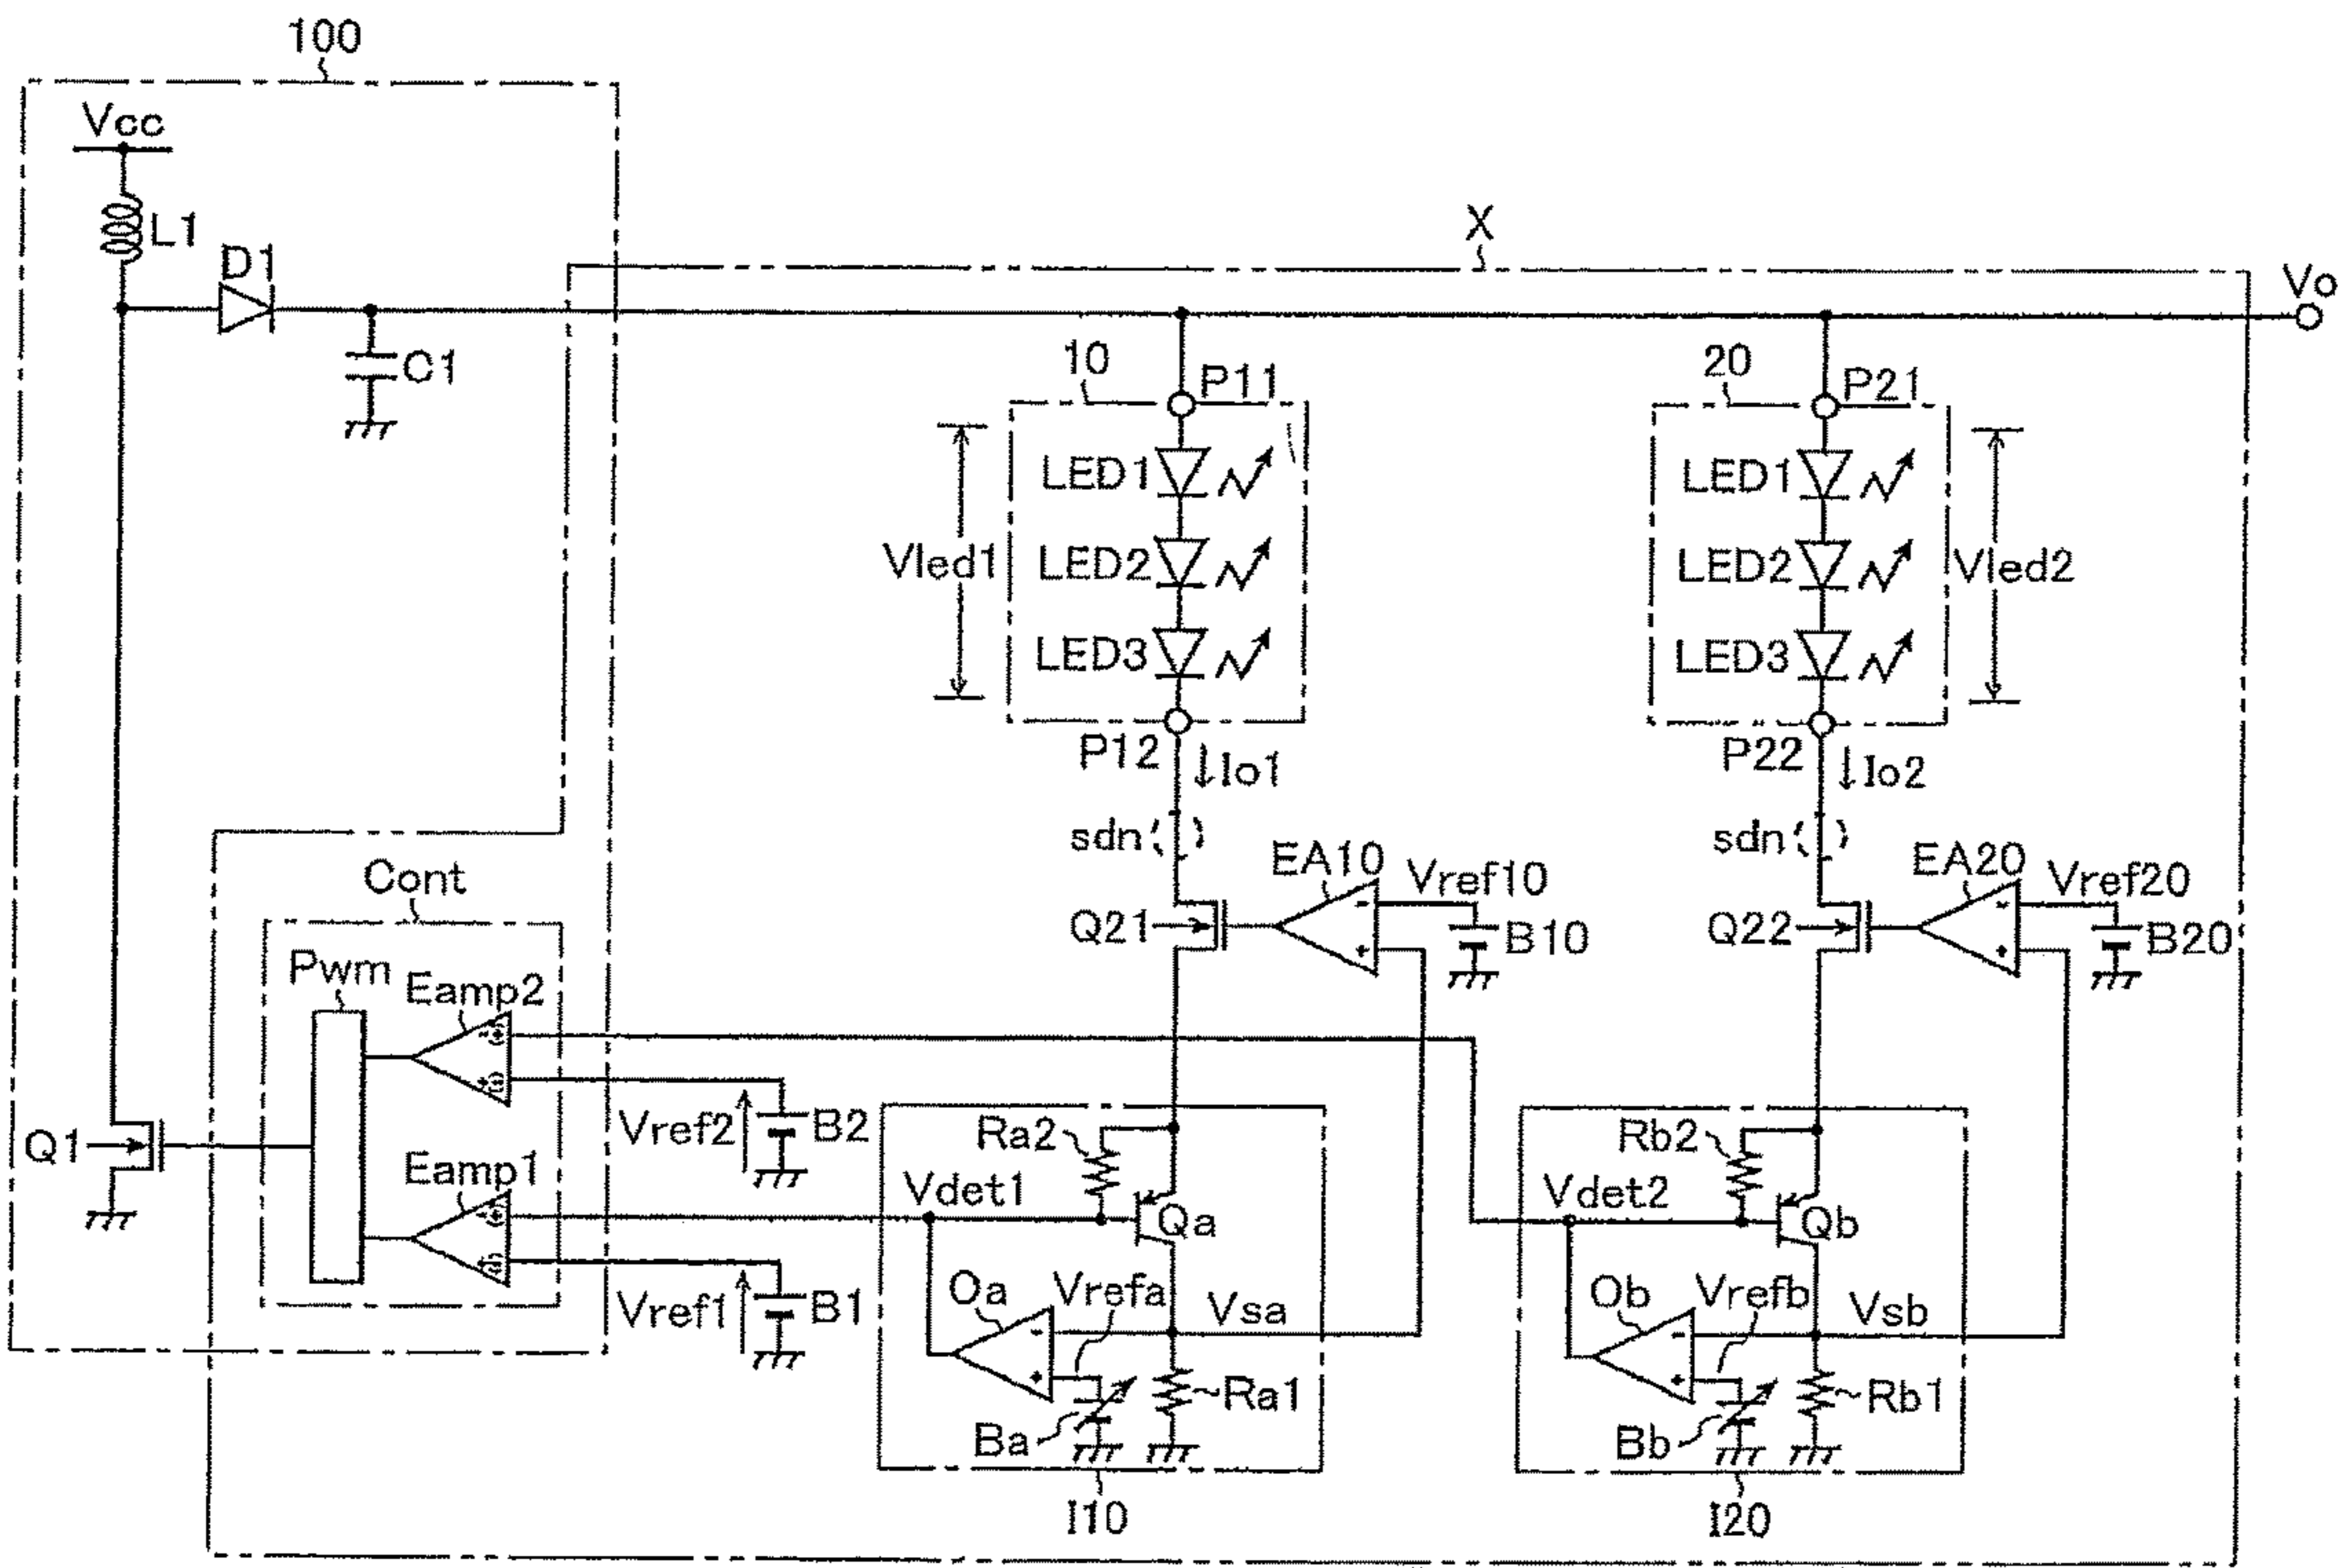 100
Vcc
L1
D1
C1
X
Vo
10
P11
20
P21
LED1
LED1
Vled1
LED2
LED2
Vled2
LED3
LED3
P12
Io1
P22
Io2
sdn
sdn
EA10
Vref10
EA20
Vref20
Q21
- +
B10
Q22
- +
B20
Cont
Pwm
Eamp2
Vref2
B2
Q1
Eamp1
Vref1
B1
Ra2
Vdet1
Qa
Oa
Vrefa
Vsa
- +
Ra1
Ba
I10
Rb2
Vdet2
Qb
Ob
Vrefb
Vsb
- +
Rb1
Bb
I20